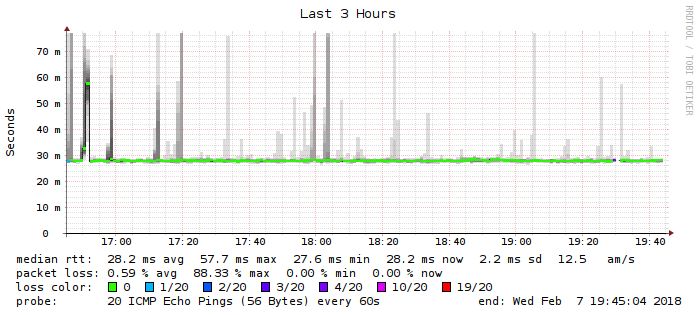 Last 3 Hours
RRDTOOL / TOBI OETIKER
Seconds
70 m
60 m
50 m
40 m
30 m
20 m
10 m
0
17:00 17:20 17:40 18:00 18:20 18:40 19:00 19:20 19:40
median rtt: 28.2 ms avg 57.7 ms max 27.6 ms min 28.2 ms now 2.2 ms sd 12.5 am/s
packet loss: 0.59 % avg 88.33 % max 0.00 % min 0.00 % now
loss color: 0 1/20 2/20 3/20 4/20 10/20 19/20
probe: 20 ICMP Echo Pings (56 Bytes) every 60s end: Wed Feb 7 19:45:04 2018